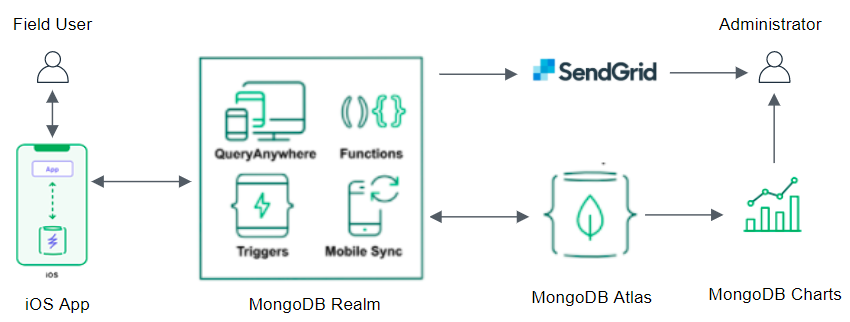 Field User
Administrator
SendGrid
App
QueryAnywhere
Functions
Triggers
Mobile Sync
iOS
iOS App
MongoDB Realm
MongoDB Atlas
MongoDB Charts